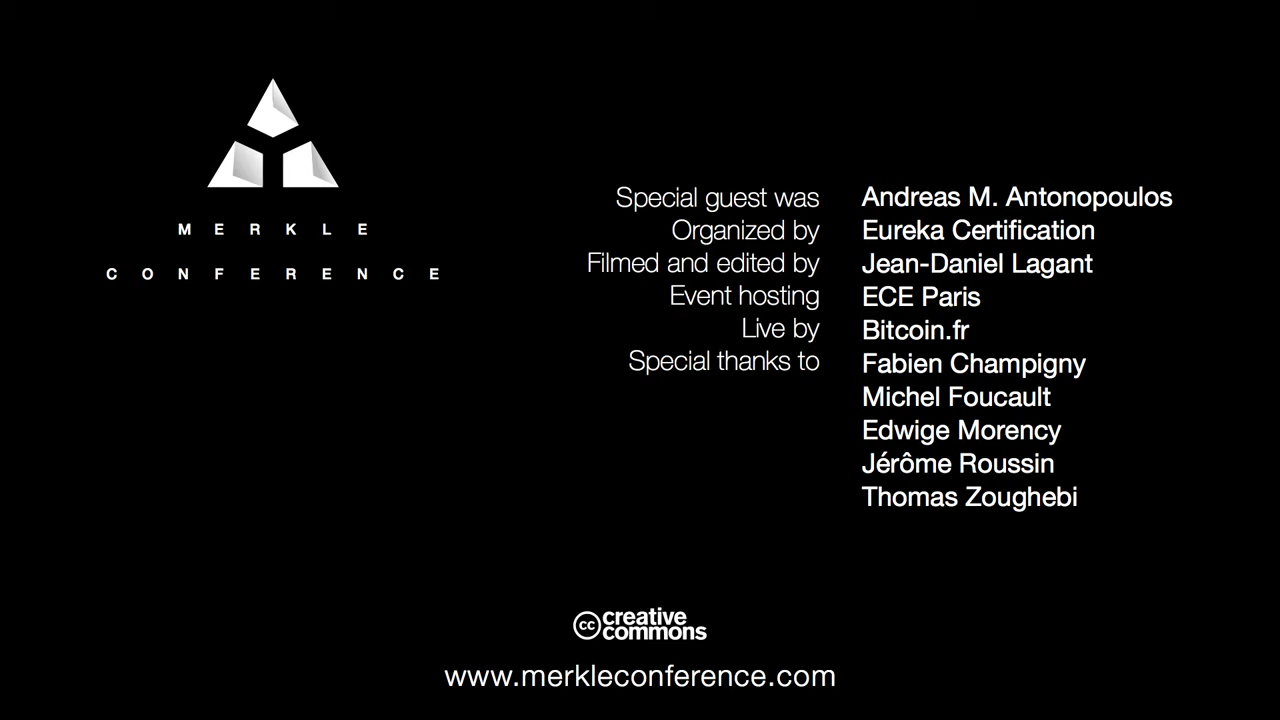 MERKLE
CONFERENCE
Special guest was Andreas M. Antonopoulos
Organized by Eureka Certification
Filmed and edited by Jean-Daniel Lagant
Event hosting ECE Paris
Live by Bitcoin.fr
Special thanks to Fabien Champigny
Michel Foucault
Edwige Morency
Jérôme Roussin
Thomas Zoughebi
cc creative
commons
www.merkleconference.com